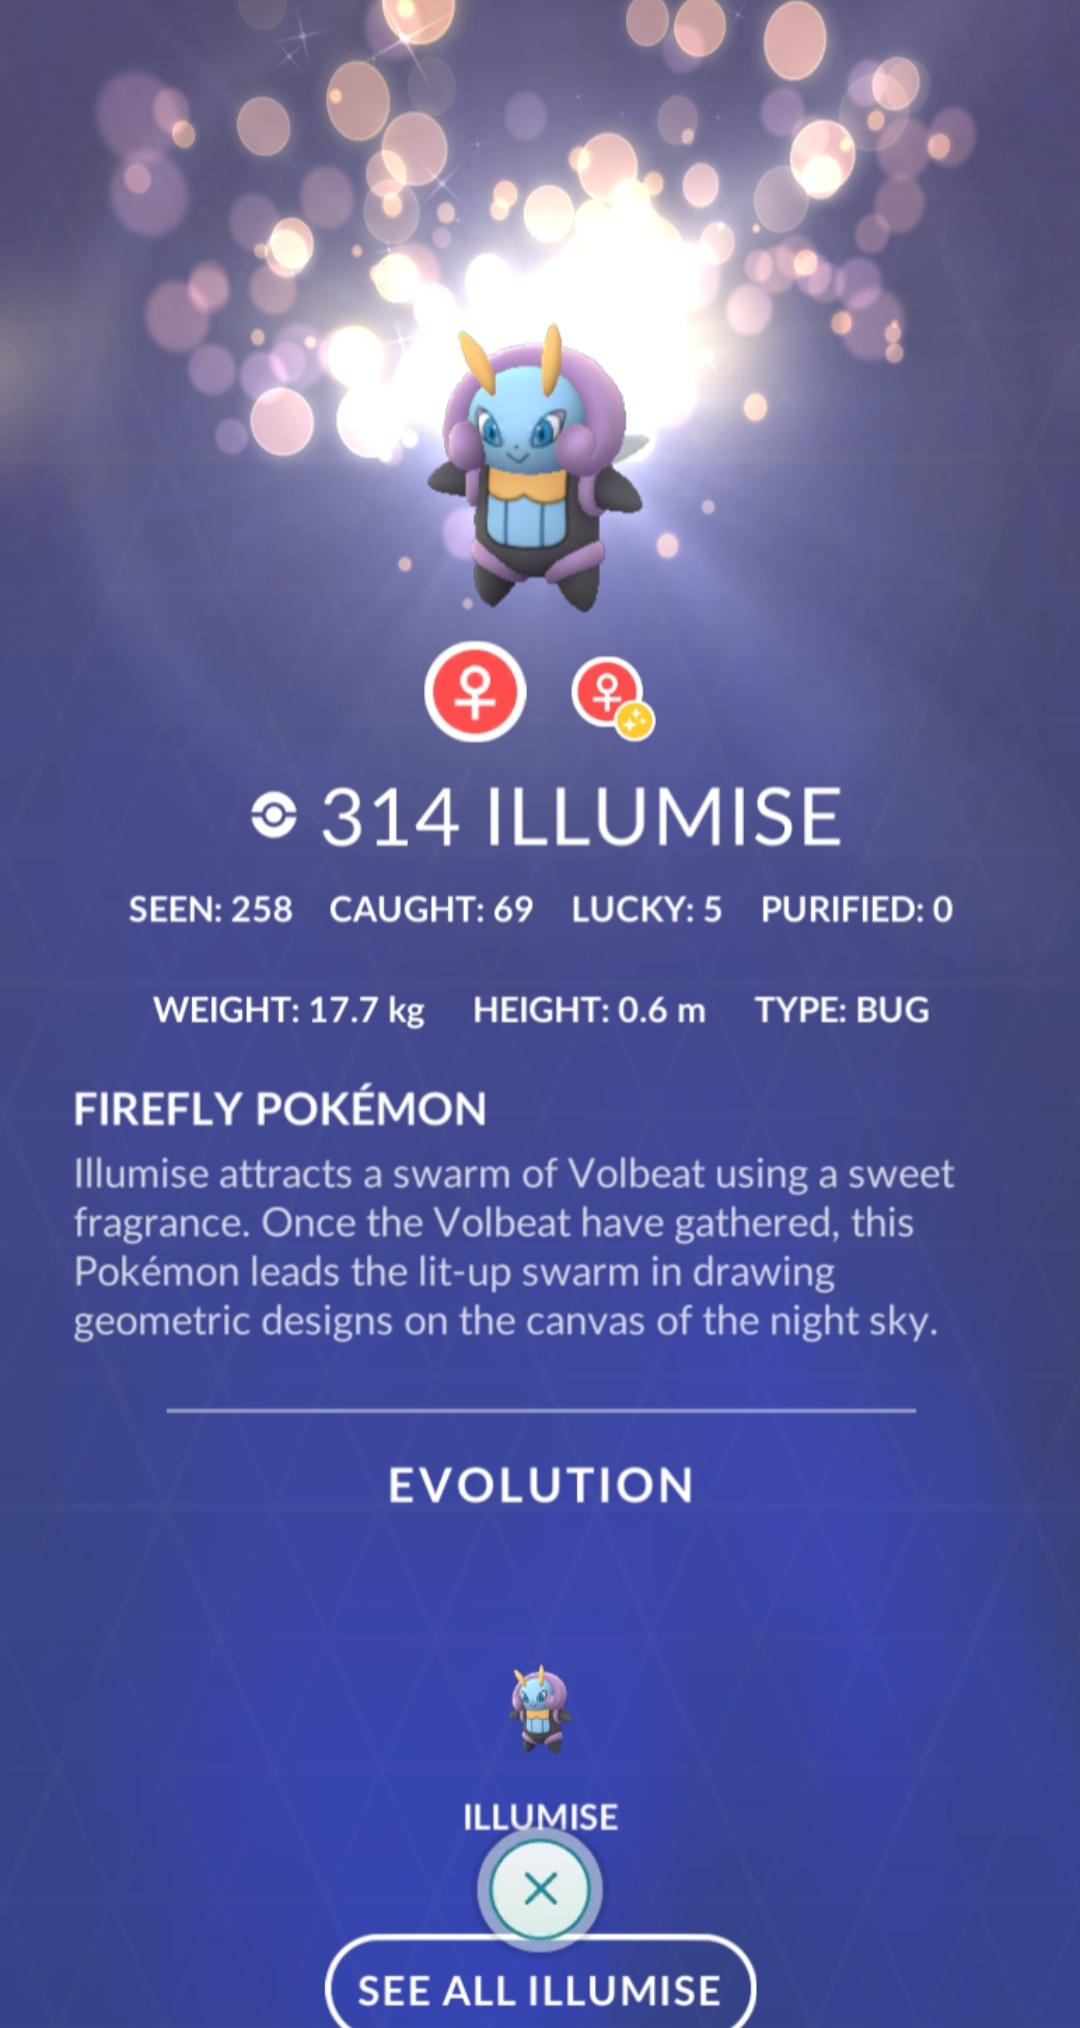 314 ILLUMISE
SEEN: 258 CAUGHT: 69 LUCKY: 5 PURIFIED: 0
WEIGHT: 17.7 kg HEIGHT: 0.6 m TYPE: BUG
FIREFLY POKÉMON
Illumise attracts a swarm of Volbeat using a sweet
fragrance. Once the Volbeat have gathered, this
Pokémon leads the lit-up swarm in drawing
geometric designs on the canvas of the night sky.
EVOLUTION
ILLUMISE
SEE ALL ILLUMISE